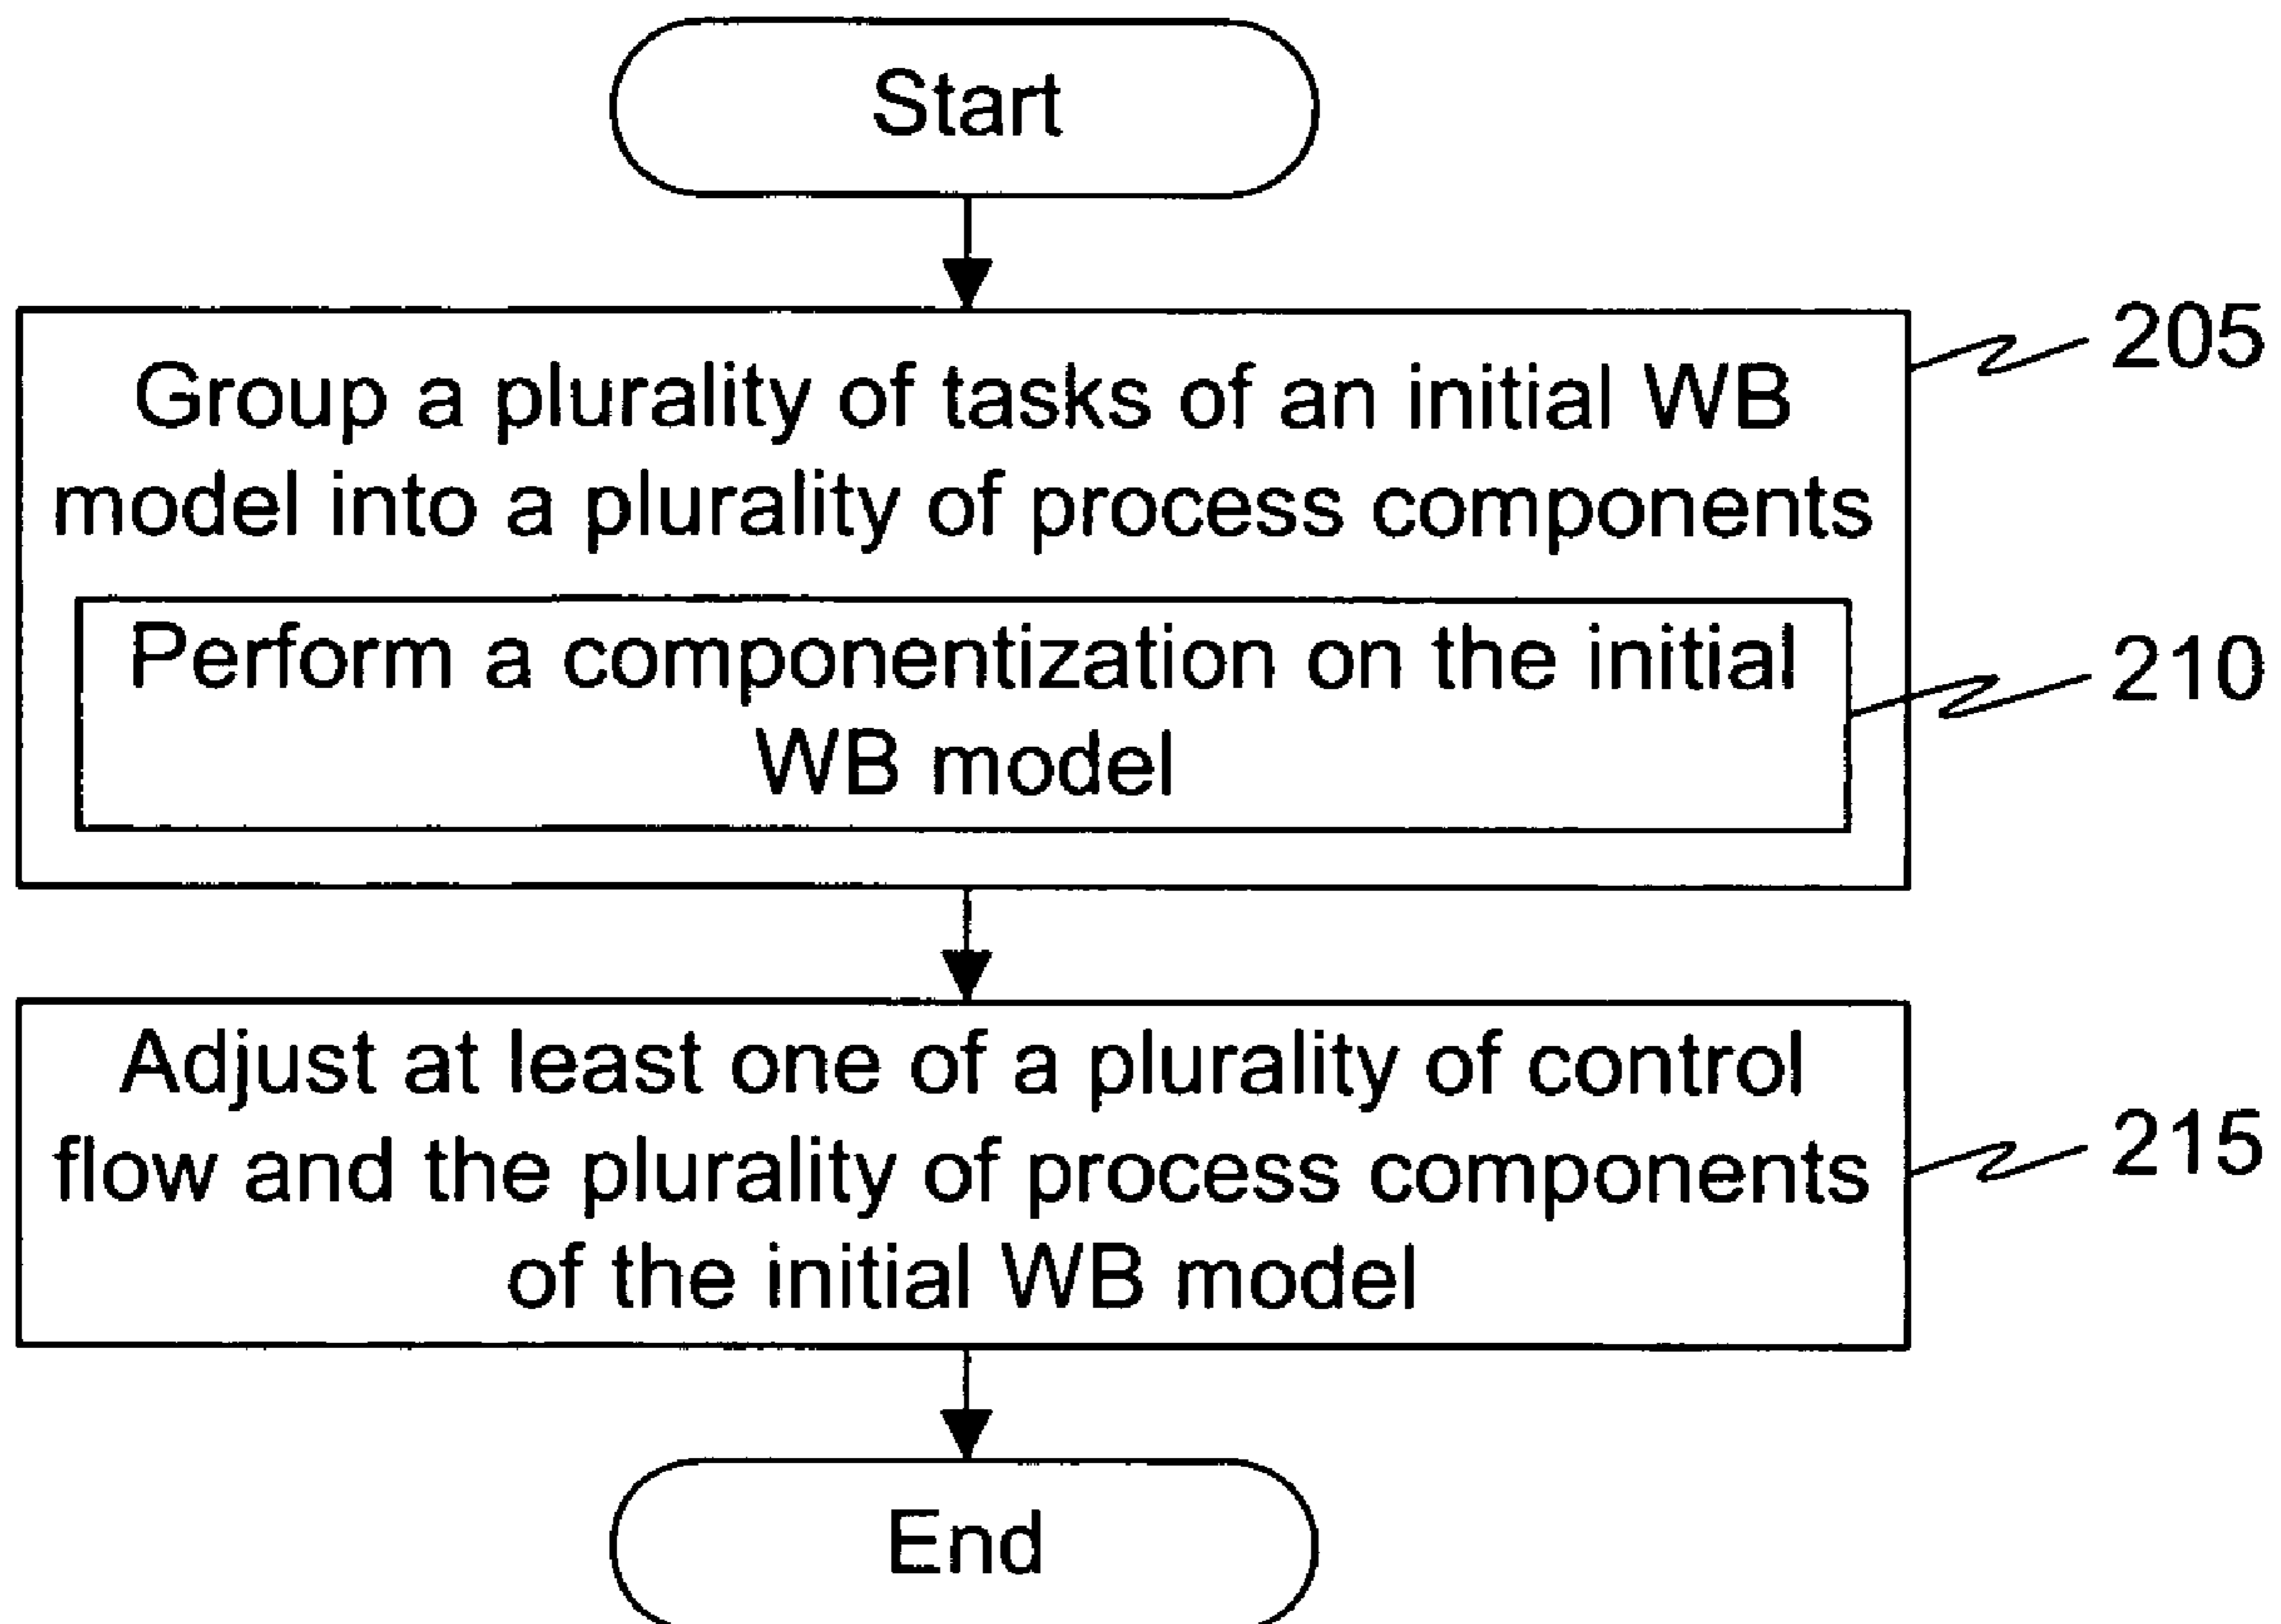 Start
205
Group a plurality of tasks of an initial WB
model into a plurality of process components
Perform a componentization on the initial
WB model
210
Adjust at least one of a plurality of control
flow and the plurality of process components
of the initial WB model
215
End